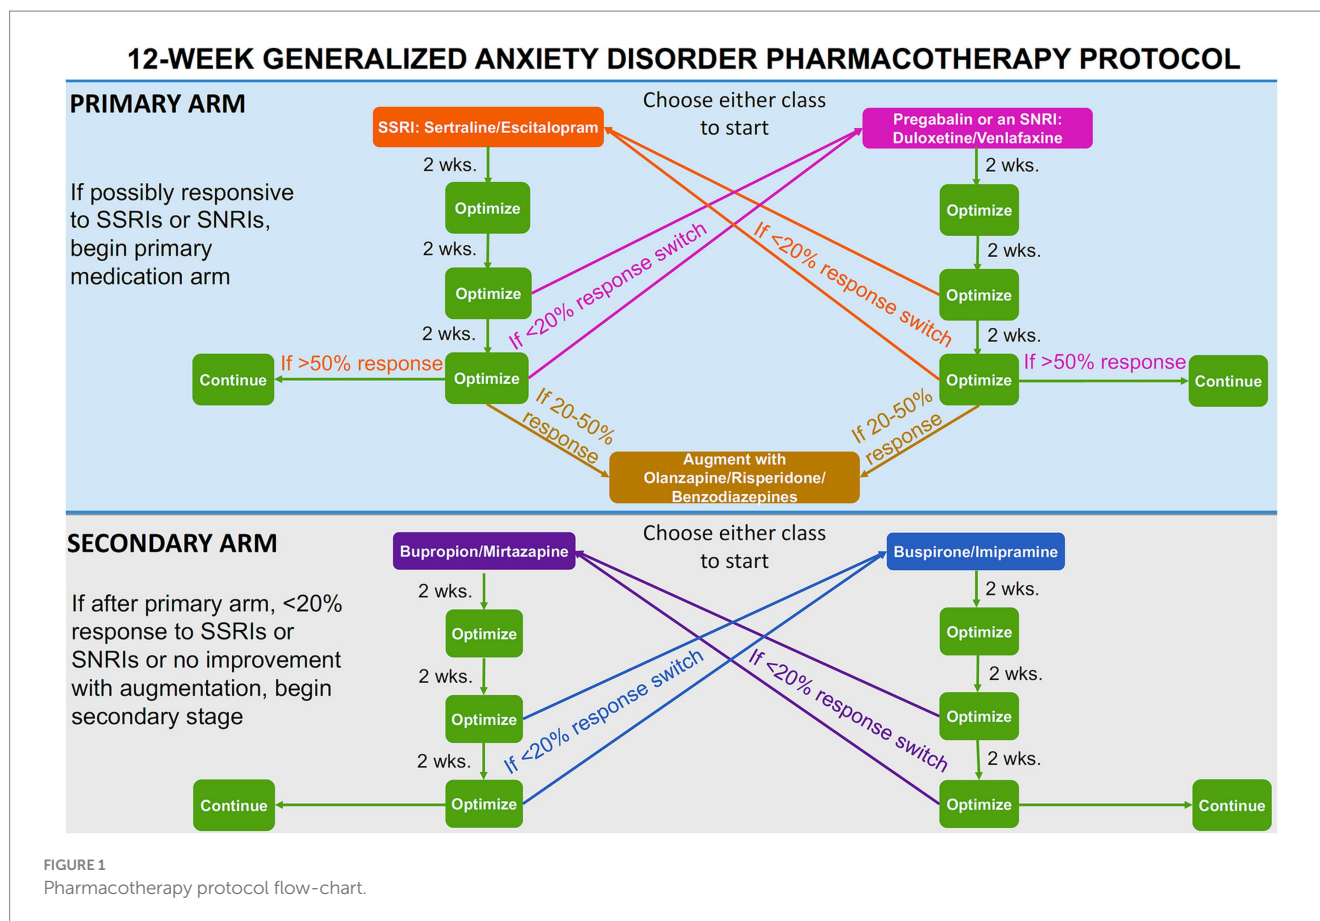 12-WEEK GENERALIZED ANXIETY DISORDER PHARMACOTHERAPY PROTOCOL
PRIMARY ARM
Choose either class
to start
SSRI: Sertraline/Escitalopram
Pregabalin or an SNRI:
Duloxetine/Venlafaxine
If possibly responsive
to SSRIs or SNRIs,
begin primary
medication arm
2 wks.
2 wks.
Optimize
Optimize
2 wks.
2 wks.
If <20% response switch
If <20% response switch
Optimize
Optimize
2 wks.
2 wks.
Continue
If >50% response
Optimize
Optimize
If >50% response
Continue
If 20-50%
response
If 20-50%
response
Augment with
Olanzapine/Risperidone/
Benzodiazepines
SECONDARY ARM
Choose either class
to start
Bupropion/Mirtazapine
Buspirone/Imipramine
If after primary arm, <20%
response to SSRIs or
SNRIs or no improvement
with augmentation, begin
secondary stage
2 wks.
2 wks.
Optimize
Optimize
2 wks.
2 wks.
If <20% response switch
If <20% response switch
Optimize
Optimize
2 wks.
2 wks.
Continue
Optimize
Optimize
Continue
FIGURE 1
Pharmacotherapy protocol flow-chart.